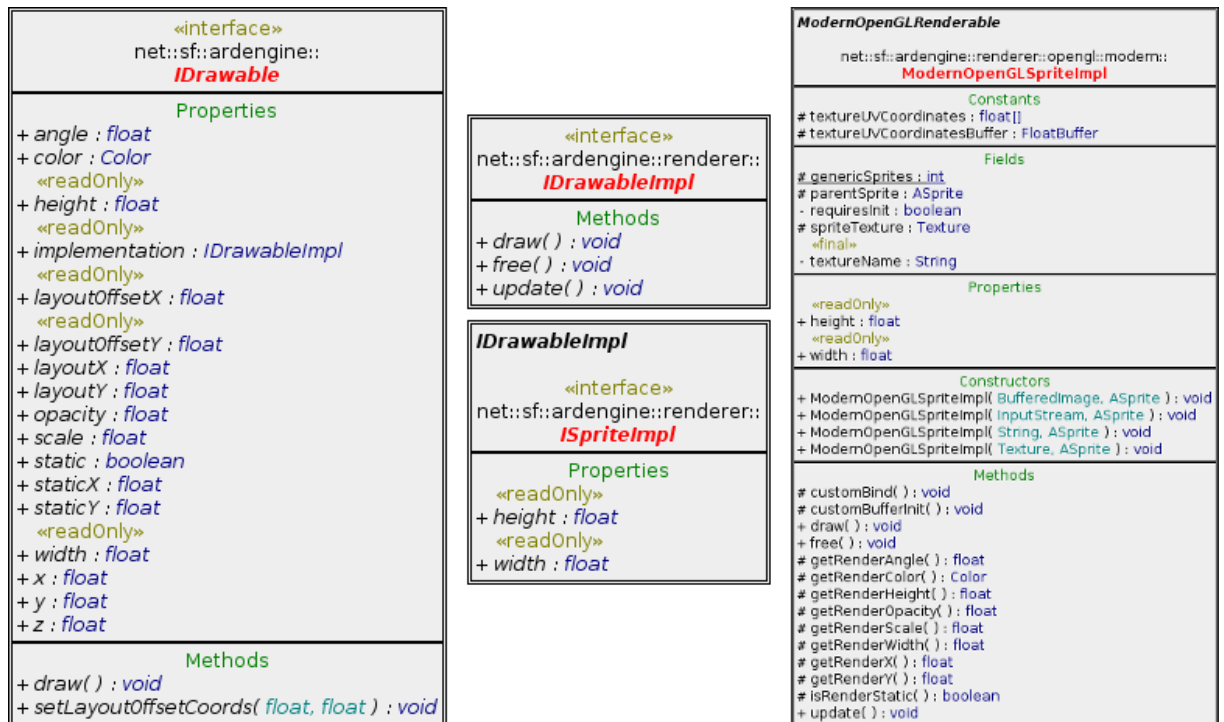 «interface»
net::sf::ardengine::
IDrawable
Properties
+ angle : float
+ color : Color
«readOnly»
+ height : float
«readOnly»
+ implementation : IDrawableImpl
«readOnly»
+ layoutOffsetX : float
«readOnly»
+ layoutOffsetY : float
+ layoutX : float
+ layoutY : float
+ opacity : float
+ scale : float
+ static : boolean
+ staticX : float
+ staticY : float
«readOnly»
+ width : float
+ x : float
+ y : float
+ z : float
Methods
+ draw( ) : void
+ setLayoutOffsetCoords( float, float ) : void
«interface»
net::sf::ardengine::renderer::
IDrawableImpl
Methods
+ draw( ) : void
+ free( ) : void
+ update( ) : void
IDrawableImpl
«interface»
net::sf::ardengine::renderer::
ISpriteImpl
Properties
«readOnly»
+ height : float
«readOnly»
+ width : float
ModernOpenGLRenderable
net::sf::ardengine::renderer::opengl::modern::
ModernOpenGLSpriteImpl
Constants
# textureUVCoordinates : float[]
# textureUVCoordinatesBuffer : FloatBuffer
Fields
# genericSprites : int
# parentSprite : ASprite
- requiresInit : boolean
# spriteTexture : Texture
«final»
- textureName : String
Properties
«readOnly»
+ height : float
«readOnly»
+ width : float
Constructors
+ ModernOpenGLSpriteImpl( BufferedImage, ASprite ) : void
+ ModernOpenGLSpriteImpl( InputStream, ASprite ) : void
+ ModernOpenGLSpriteImpl( String, ASprite ) : void
+ ModernOpenGLSpriteImpl( Texture, ASprite ) : void
Methods
# customBind( ) : void
# customBufferInit( ) : void
+ draw( ) : void
+ free( ) : void
# getRenderAngle( ) : float
# getRenderColor( ) : Color
# getRenderHeight( ) : float
# getRenderOpacity( ) : float
# getRenderScale( ) : float
# getRenderWidth( ) : float
# getRenderX( ) : float
# getRenderY( ) : float
# isRenderStatic( ) : boolean
+ update( ) : void